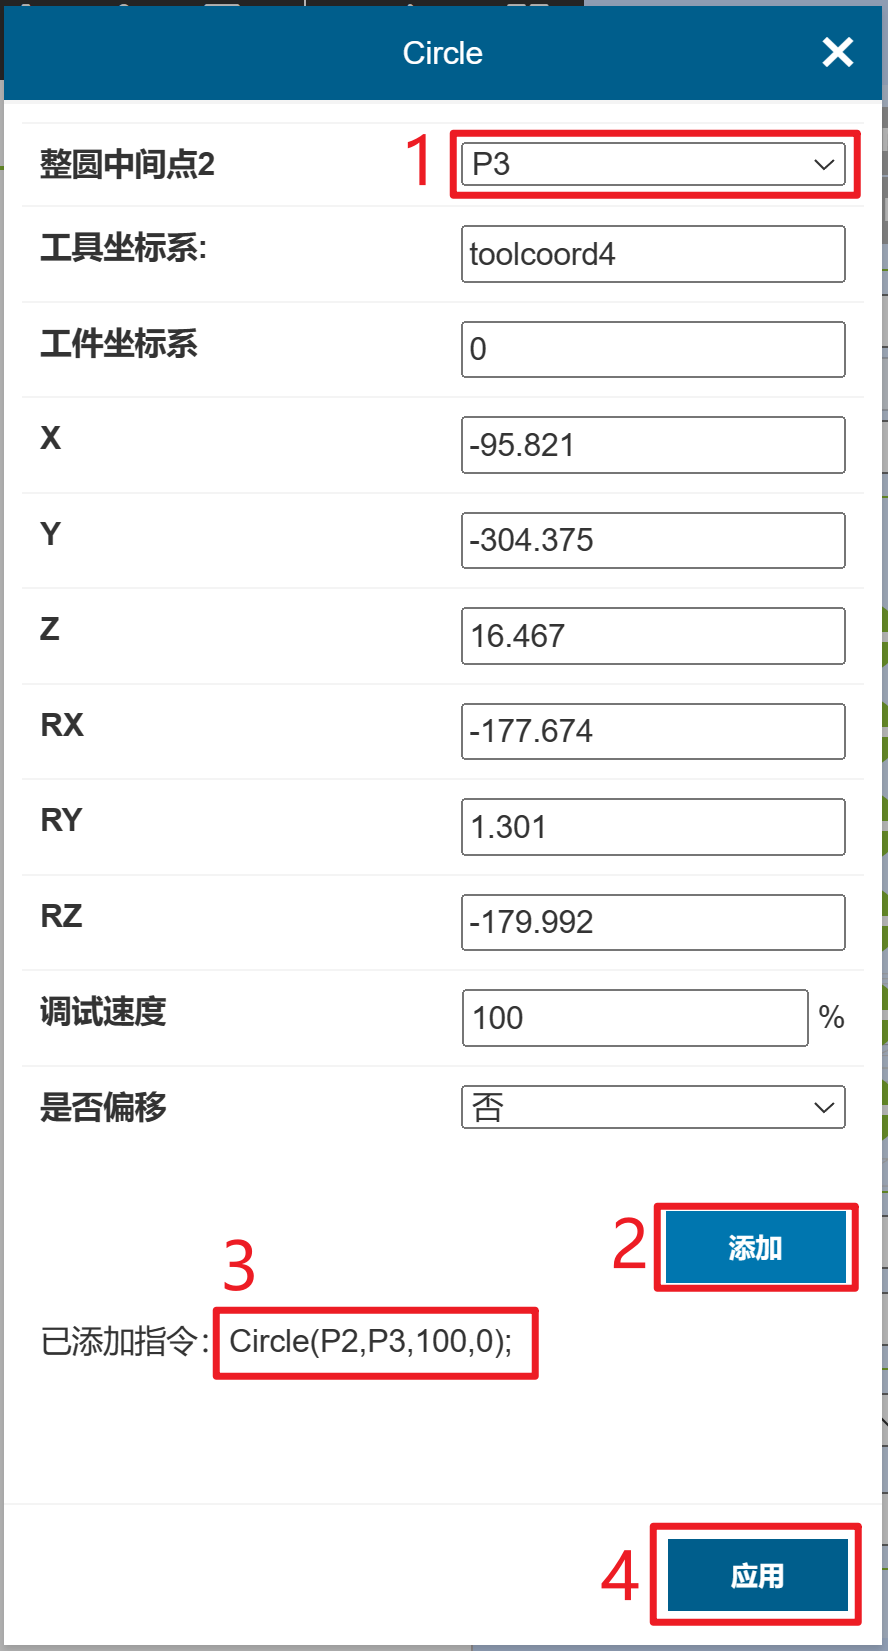 Circle
整圆中间点2
1
P3
工具坐标系:
toolcoord4
工件坐标系
0
X
-95.821
Y
-304.375
Z
16.467
RX
-177.674
RY
1.301
RZ
-179.992
调试速度
100
%
是否偏移
否
2
添加
3
已添加指令: Circle(P2,P3,100,0);
4
应用